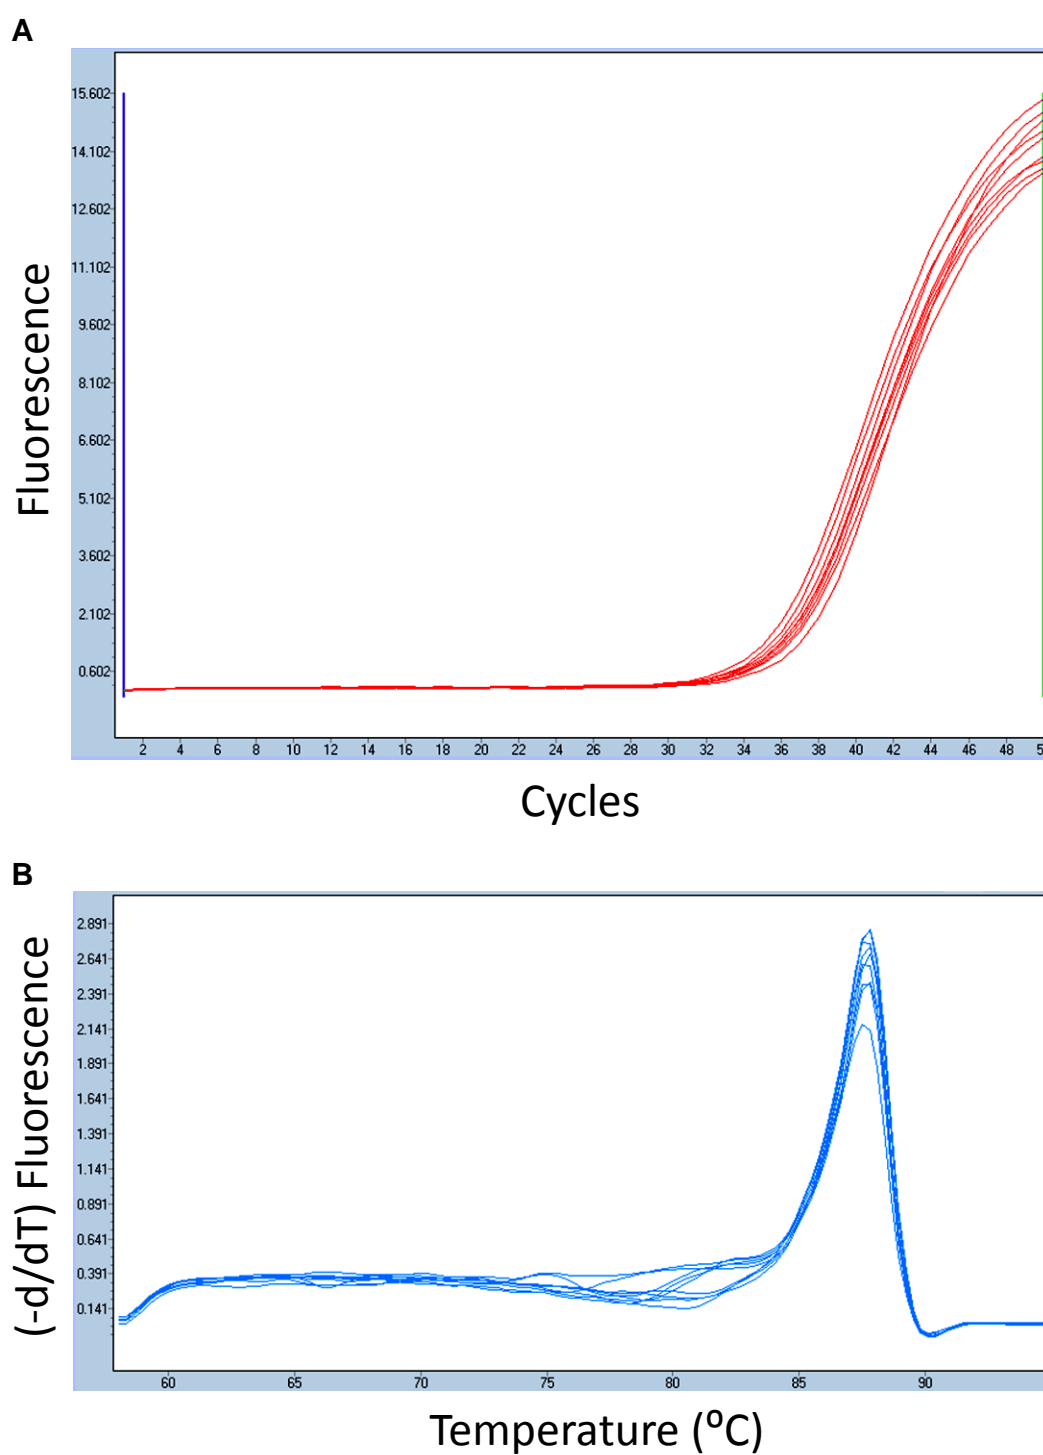 A
15.602
14.102
12.602
11.102
9.602
8.102
6.602
5.102
3.602
2.102
0.602
Fluorescence
2 4 6 8 10 12 14 16 18 20 22 24 26 28 30 32 34 36 38 40 42 44 46 48 5
Cycles
B
2.891
2.641
2.391
2.141
1.891
1.641
1.391
1.141
0.891
0.641
0.391
0.141
(-d/dT) Fluorescence
60 65 70 75 80 85 90
Temperature (⁰C)